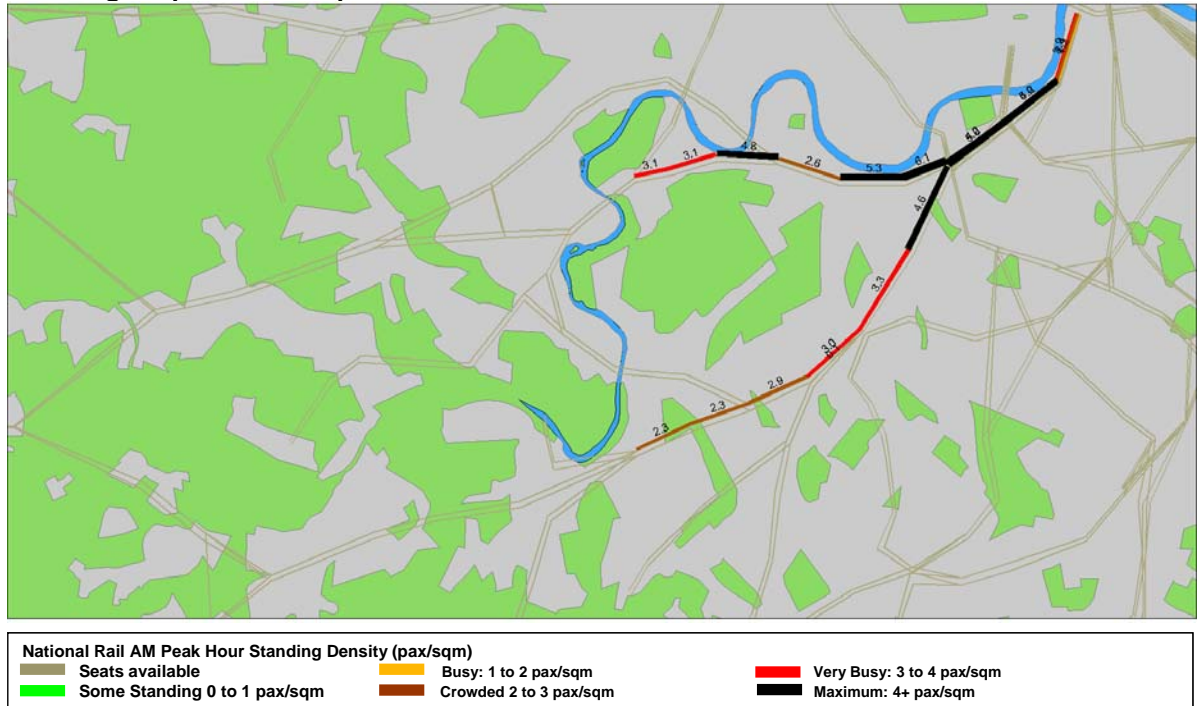 3.1
3.1
4.8
2.6
5.3
6.1
4.6
3.3
3.0
2.9
2.3
2.3
National Rail AM Peak Hour Standing Density (pax/sqm)
Seats available
Busy: 1 to 2 pax/sqm
Very Busy: 3 to 4 pax/sqm
Some Standing 0 to 1 pax/sqm
Crowded 2 to 3 pax/sqm
Maximum: 4+ pax/sqm